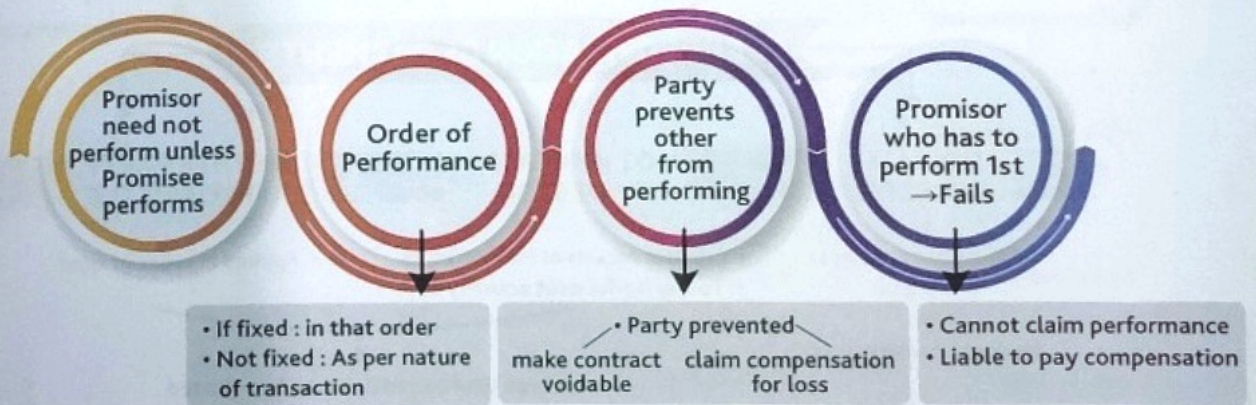 Promisor
need not
perform unless
Promisee
performs
Order of
Performance
Party
prevents
other
from
performing
Promisor
who has to
perform 1st
→Fails
• If fixed : in that order
• Not fixed : As per nature
of transaction
• Party prevented
make contract
voidable
claim compensation
for loss
• Cannot claim performance
• Liable to pay compensation